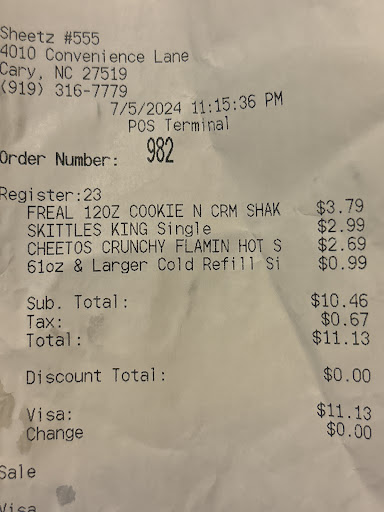 Sheetz #555
4010 Convenience Lane
Cary, NC 27519
(919) 316-7779
7/5/2024 11:15:36 PM
POS Terminal
Order Number: 982
Register:23
FREAL 12OZ COOKIE N CRM SHAK $3.79
SKITTLES KING Single $2.99
CHEETOS CRUNCHY FLAMIN HOT S $2.69
61oz & Larger Cold Refill Si $0.99
Sub. Total: $10.46
Tax: $0.67
Total: $11.13
Discount Total: $0.00
Visa: $11.13
Change $0.00
Sale
Visa